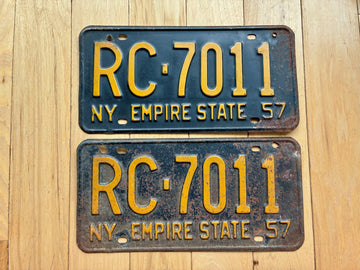 RC-7011
NY EMPIRE STATE 57
RC-7011
NY EMPIRE STATE 57